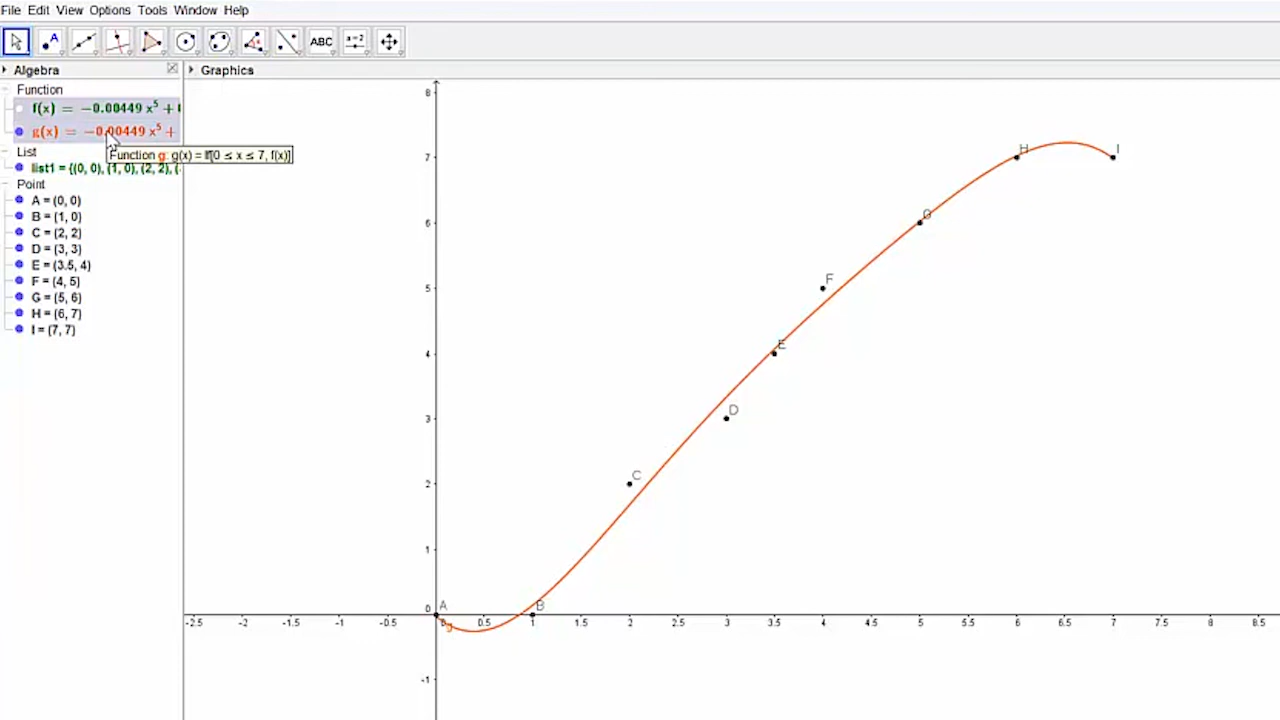 File Edit View Options Tools Window Help
A
ABC
a=2
Algebra
Graphics
Function
f(x) = −0.00449 x⁵ +
g(x) = −0.00449 x⁵ +
Function g: g(x) = If[0 ≤ x ≤ 7, f(x)]
List
list1 = {(0, 0), (1, 0), (2, 2), (
Point
A = (0, 0)
B = (1, 0)
C = (2, 2)
D = (3, 3)
E = (3.5, 4)
F = (4, 5)
G = (5, 6)
H = (6, 7)
I = (7, 7)
8
7
6
5
4
3
2
1
0
-1
H
I
G
F
E
D
C
A
B
g
-2.5 -2 -1.5 -1 -0.5 0.5 1 1.5 2 2.5 3 3.5 4 4.5 5 5.5 6 6.5 7 7.5 8 8.5